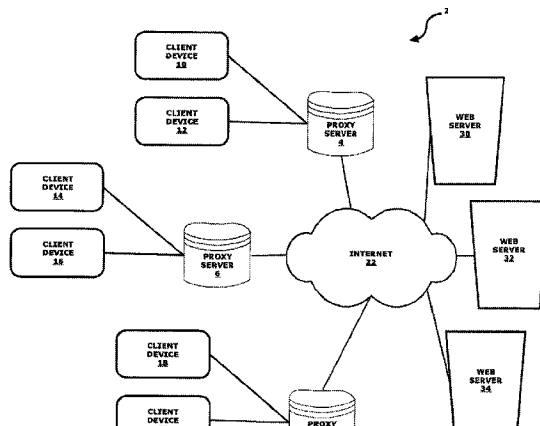 2
CLIENT
DEVICE
10
CLIENT
DEVICE
12
PROXY
SERVER
4
WEB
SERVER
30
CLIENT
DEVICE
14
CLIENT
DEVICE
16
PROXY
SERVER
6
INTERNET
22
WEB
SERVER
32
CLIENT
DEVICE
18
WEB
SERVER
34
CLIENT
DEVICE
PROXY